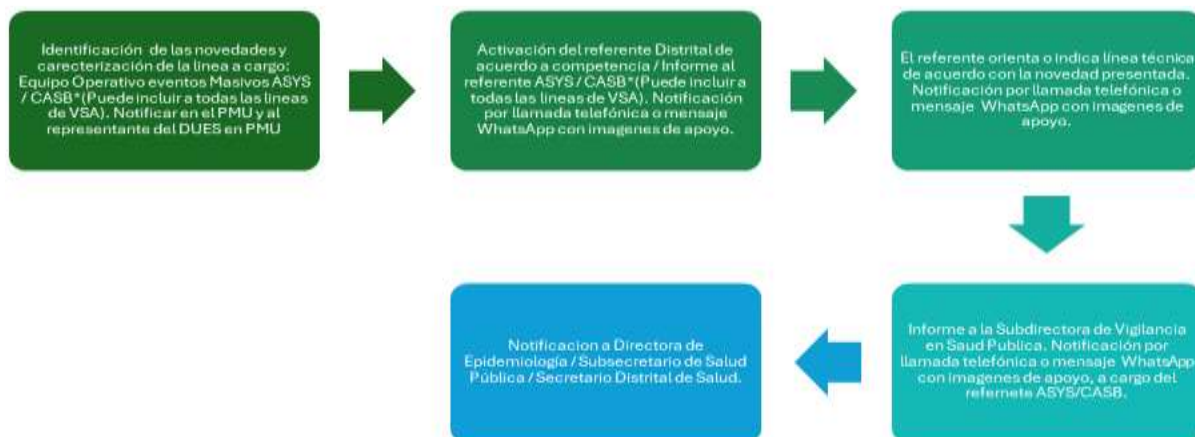 Identificación de las novedades y
carecterización de la linea a cargo:
Equipo Operativo eventos Masivos ASYS
/ CASB*(Puede incluir a todas las lineas
de VSA). Notificar en el PMU y al
representante del DUES en PMU
Activación del referente Distrital de
acuerdo a competencia / Informe al
referente ASYS / CASB*(Puede incluir a
todas las lineas de VSA). Notificación
por llamada telefónica o mensaje
WhatsApp con imagenes de apoyo.
El referente orienta o indica línea técnica
de acuerdo con la novedad presentada.
Notificación por llamada telefónica o
mensaje WhatsApp con imagenes de
apoyo.
Informe a la Subdirectora de Vigilancia
en Saud Publica. Notificación por
llamada telefónica o mensaje WhatsApp
con imagenes de apoyo, a cargo del
refernete ASYS/CASB.
Notificacion a Directora de
Epidemiología / Subsecretario de Salud
Pública / Secretario Distrital de Salud.